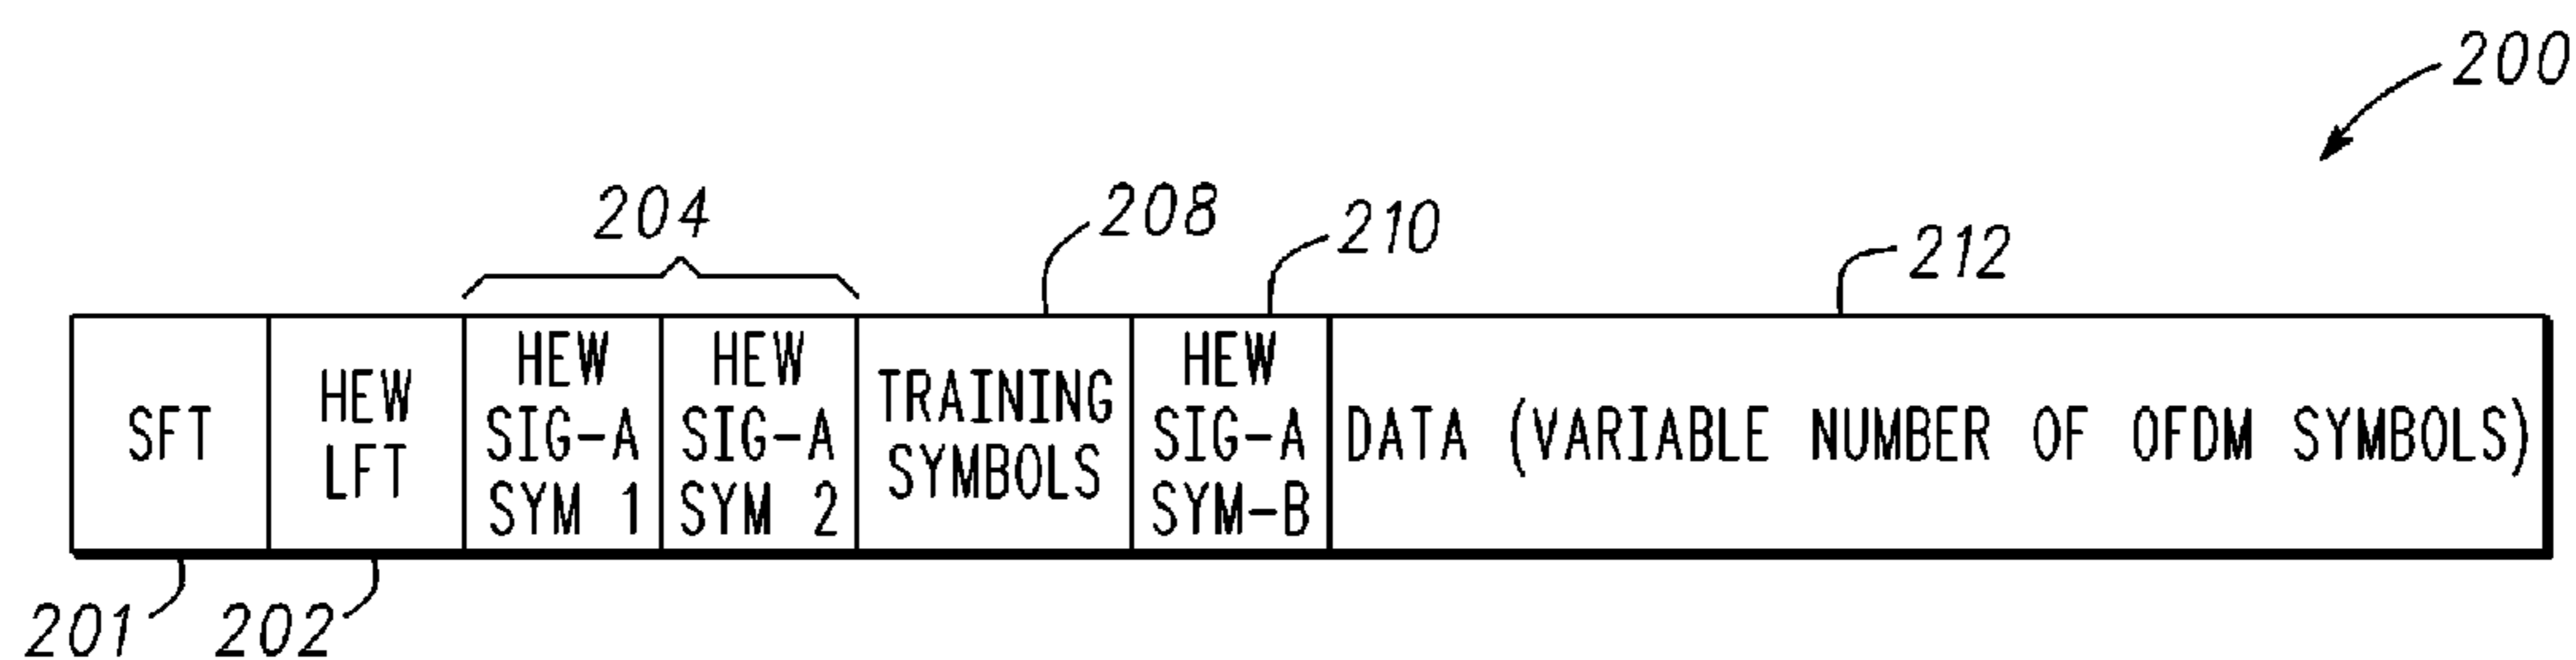 200
204
208
210
212
SFT
HEW
LFT
HEW
SIG-A
SYM 1
HEW
SIG-A
SYM 2
TRAINING
SYMBOLS
HEW
SIG-A
SYM-B
DATA (VARIABLE NUMBER OF OFDM SYMBOLS)
201
202